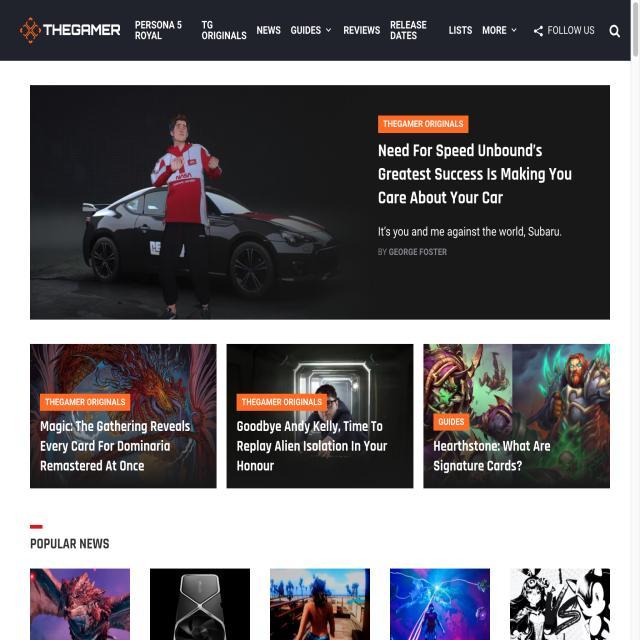 THEGAMER
PERSONA 5
ROYAL
TG
ORIGINALS
NEWS
GUIDES
REVIEWS
RELEASE
DATES
LISTS
MORE
FOLLOW US
THEGAMER ORIGINALS
Need For Speed Unbound's
Greatest Success Is Making You
Care About Your Car
It's you and me against the world, Subaru.
BY GEORGE FOSTER
NASA
THEGAMER ORIGINALS
Magic: The Gathering Reveals
Every Card For Dominaria
Remastered At Once
THEGAMER ORIGINALS
Goodbye Andy Kelly, Time To
Replay Alien Isolation In Your
Honour
GUIDES
Hearthstone: What Are
Signature Cards?
POPULAR NEWS
VS